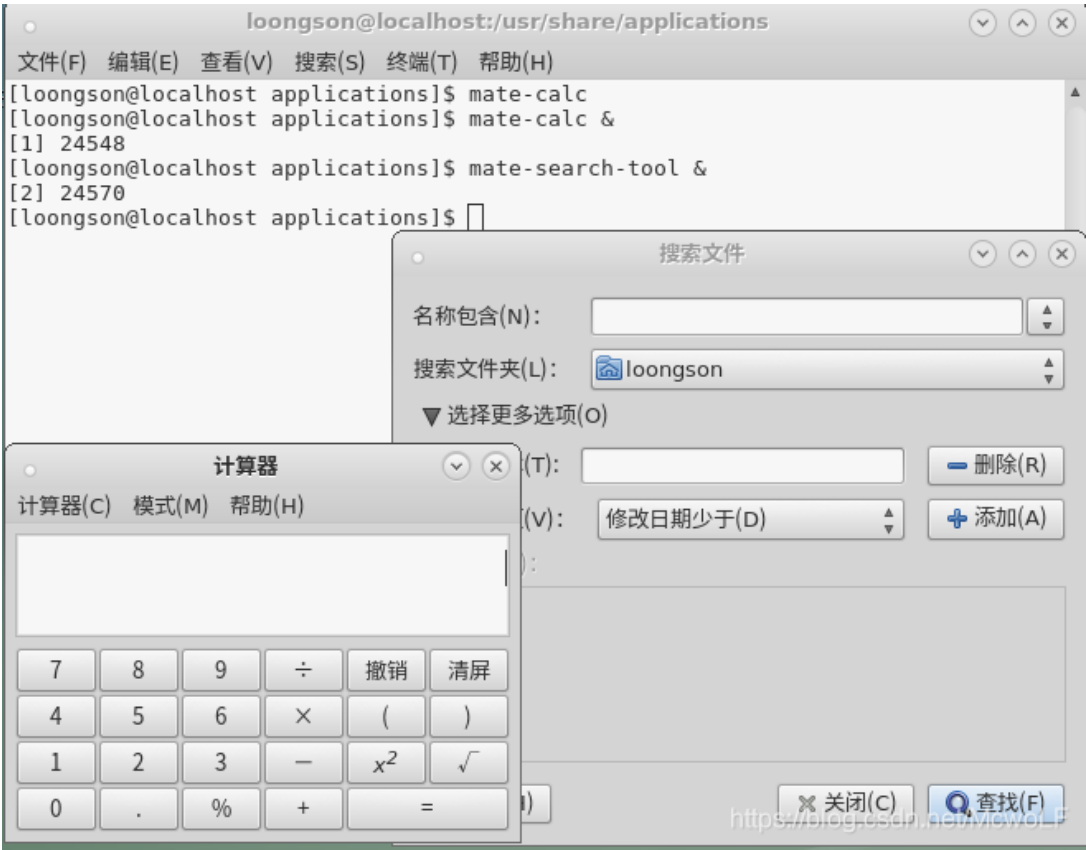 loongson@localhost:/usr/share/applications
文件(F) 编辑(E) 查看(V) 搜索(S) 终端(T) 帮助(H)
[loongson@localhost applications]$ mate-calc
[loongson@localhost applications]$ mate-calc &
[1] 24548
[loongson@localhost applications]$ mate-search-tool &
[2] 24570
[loongson@localhost applications]$
搜索文件
名称包含(N):
搜索文件夹(L):
loongson
选择更多选项(O)
(T):
删除(R)
(V):
修改日期少于(D)
添加(A)
):
关闭(C)
查找(F)
计算器
计算器(C) 模式(M) 帮助(H)
7 8 9 ÷ 撤销 清屏
4 5 6 × ( )
1 2 3 − x² √
0 . % + =
https://blog.csdn.net/McwoLF